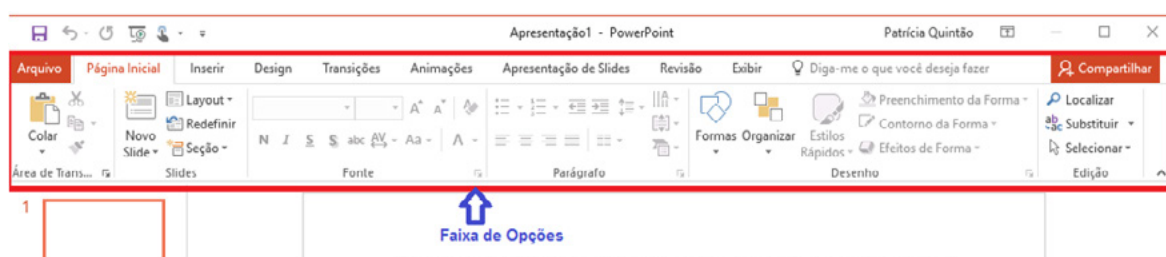 Apresentação1 - PowerPoint Patrícia Quintão
Arquivo Página Inicial Inserir Design Transições Animações Apresentação de Slides Revisão Exibir Diga-me o que você deseja fazer Compartilhar
Colar Novo Slide Layout Redefinir Seção
N I S S abc AV Aa A A A
Formas Organizar Estilos Rápidos
Preenchimento da Forma Localizar
Contorno da Forma Substituir
Efeitos de Forma Selecionar
Área de Trans... Slides Fonte Parágrafo Desenho Edição
1
Faixa de Opções